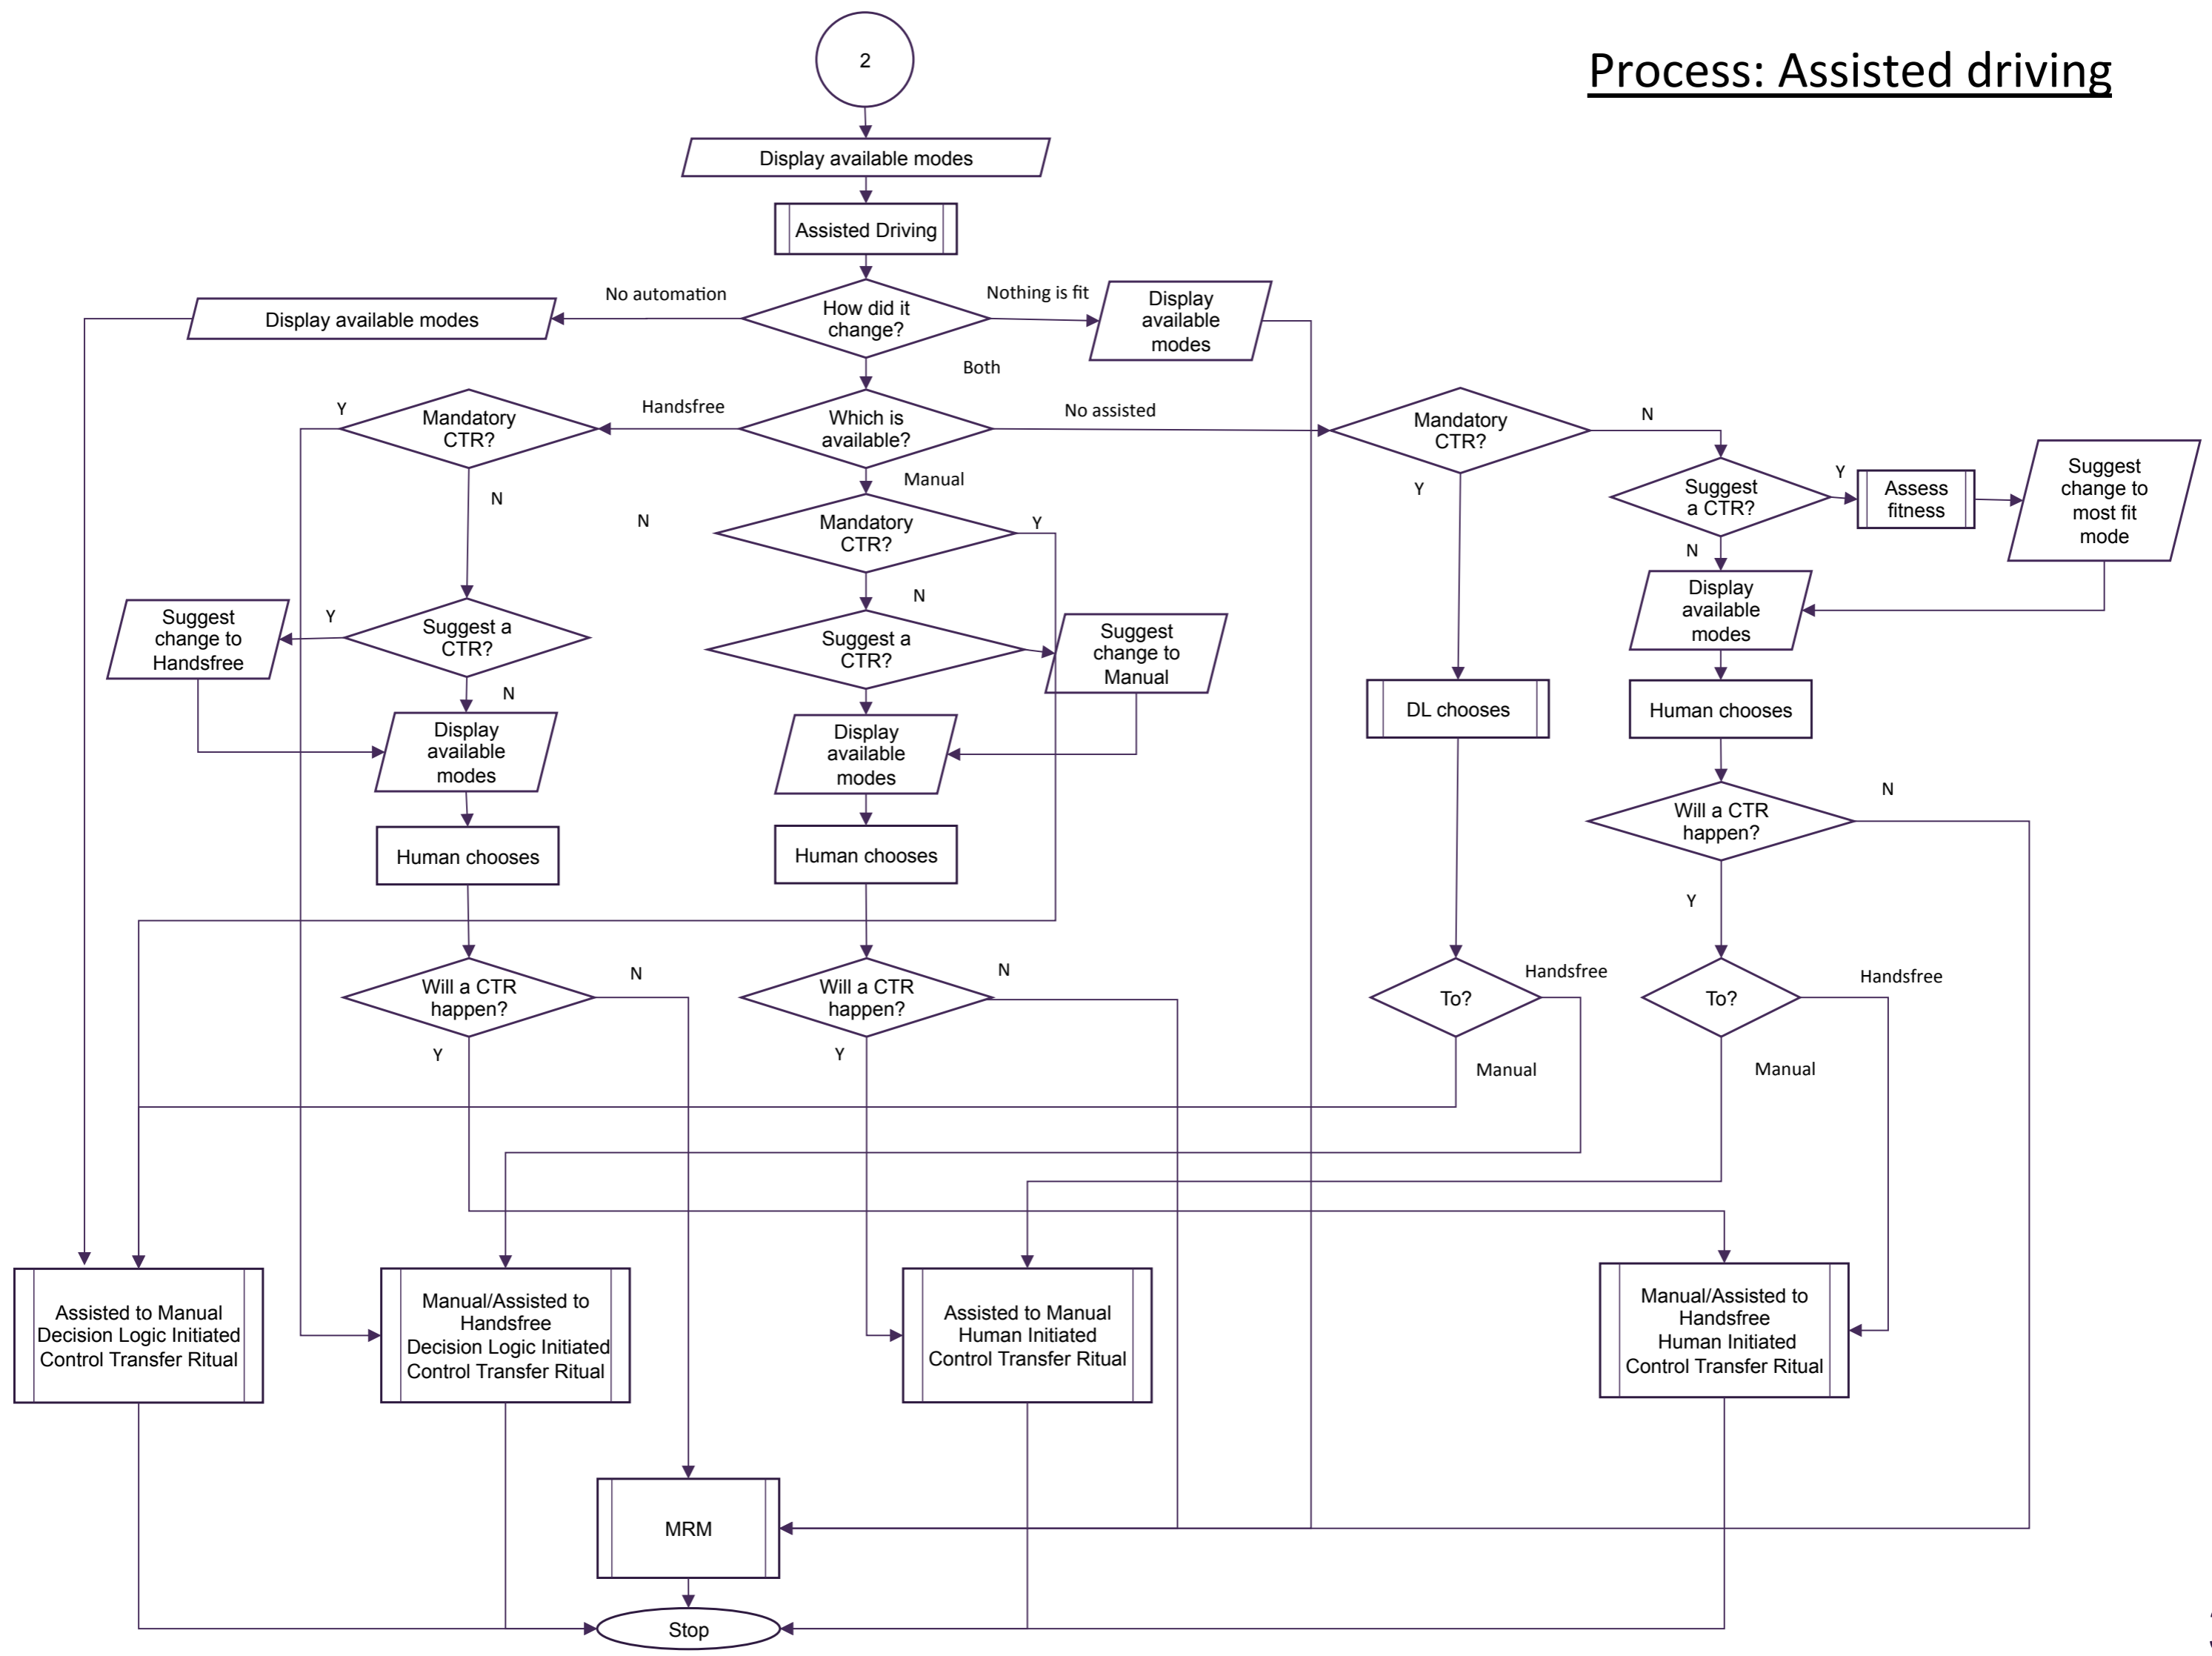 2
Process: Assisted driving
Display available modes
Assisted Driving
No automation
Nothing is fit
Display available modes
How did it
change?
Display
available
modes
Both
Y
Mandatory
CTR?
Handsfree
Which is
available?
No assisted
Mandatory
CTR?
N
Manual
Suggest
a CTR?
Y
Assess
fitness
Suggest
change to
most fit
mode
N
N
Mandatory
CTR?
Y
Y
N
Suggest
change to
Handsfree
Y
Suggest a
CTR?
N
Suggest a
CTR?
Suggest
change to
Manual
Display
available
modes
N
Display
available
modes
Display
available
modes
DL chooses
Human chooses
Human chooses
Human chooses
Will a CTR
happen?
N
Y
Will a CTR
happen?
N
Will a CTR
happen?
N
To?
Handsfree
To?
Handsfree
Y
Y
Manual
Manual
Assisted to Manual
Decision Logic Initiated
Control Transfer Ritual
Manual/Assisted to
Handsfree
Decision Logic Initiated
Control Transfer Ritual
Assisted to Manual
Human Initiated
Control Transfer Ritual
Manual/Assisted to
Handsfree
Human Initiated
Control Transfer Ritual
MRM
Stop